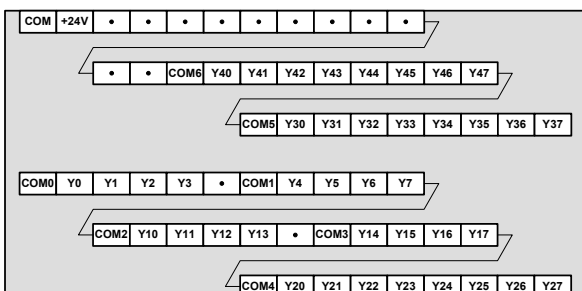 COM +24V • • • • • • • • •
• • COM6 Y40 Y41 Y42 Y43 Y44 Y45 Y46 Y47
COM5 Y30 Y31 Y32 Y33 Y34 Y35 Y36 Y37
COM0 Y0 Y1 Y2 Y3 • COM1 Y4 Y5 Y6 Y7
COM2 Y10 Y11 Y12 Y13 • COM3 Y14 Y15 Y16 Y17
COM4 Y20 Y21 Y22 Y23 Y24 Y25 Y26 Y27